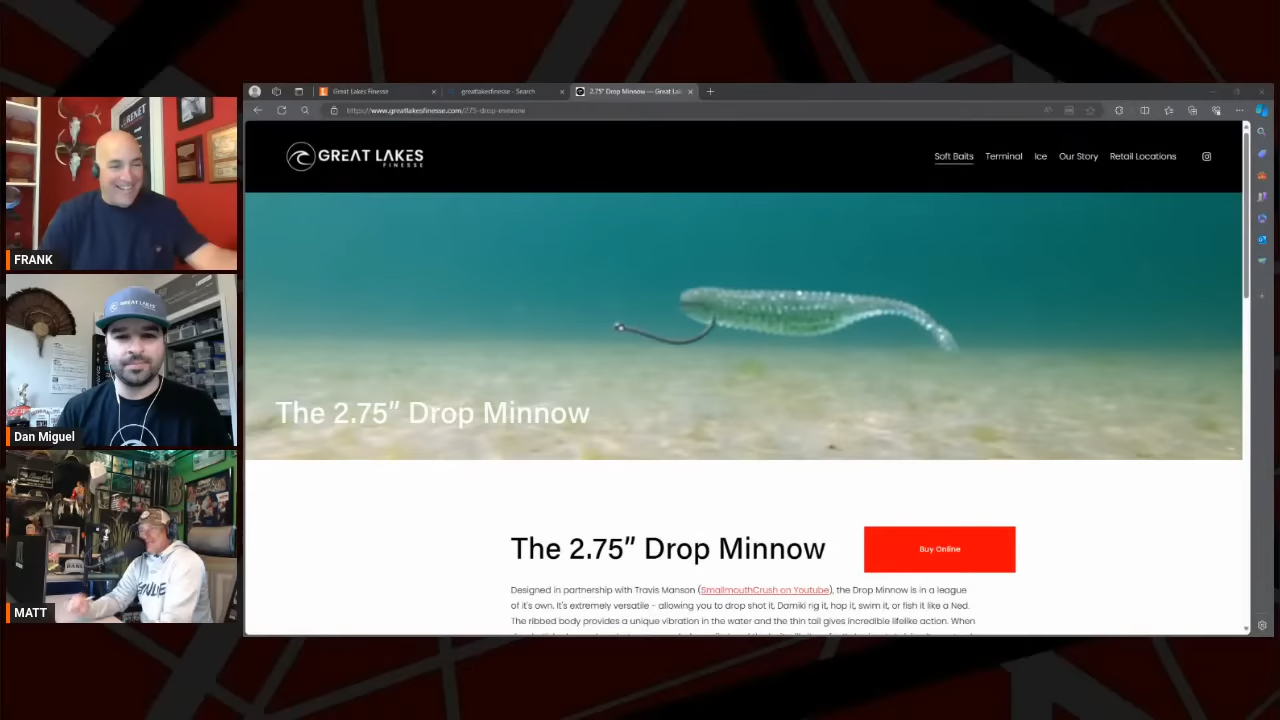 Great Lakes Finesse
greatlakesfinesse - Search
2.75" Drop Minnow — Great Lak
https://www.greatlakesfinesse.com/275-drop-minnow
GREAT LAKES
FINESSE
Soft Baits
Terminal
Ice
Our Story
Retail Locations
The 2.75” Drop Minnow
The 2.75” Drop Minnow
Buy Online
Designed in partnership with Travis Manson (SmallmouthCrush on Youtube), the Drop Minnow is in a league
of it's own. It's extremely versatile - allowing you to drop shot it, Damiki rig it, hop it, swim it, or fish it like a Ned.
The ribbed body provides a unique vibration in the water and the thin tail gives incredible lifelike action. When
FRANK
GREAT LAKES
Dan Miguel
MATT